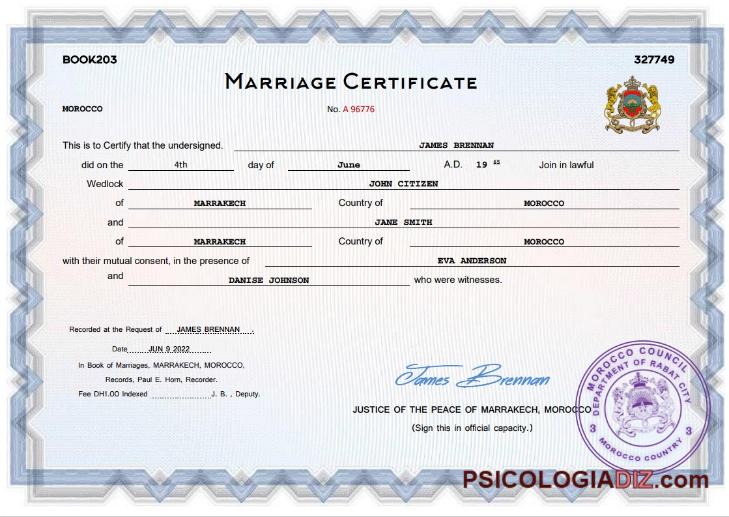 BOOK203 327749
MARRIAGE CERTIFICATE
MOROCCO No. A 96776
This is to Certify that the undersigned. JAMES BRENNAN
did on the 4th day of June A.D. 19 Join in lawful
Wedlock JOHN CITIZEN
of MARRAKECH Country of MOROCCO
and JANE SMITH
of MARRAKECH Country of MOROCCO
with their mutual consent, in the presence of EVA ANDERSON
and DANISE JOHNSON who were witnesses.
Recorded at the Request of JAMES BRENNAN .
Date JUN 9 2022
In Book of Marriages, MARRAKECH, MOROCCO,
Records, Paul E. Horn, Recorder.
Fee DH1.00 Indexed J. B. , Deputy.
James Brennan
JUSTICE OF THE PEACE OF MARRAKECH, MOROCCO
(Sign this in official capacity.)
MOROCCO COUNCIL
DEPARTMENT OF RABAT CITY
3 3
MOROCCO COUNTRY
PSICOLOGIADIZ.com